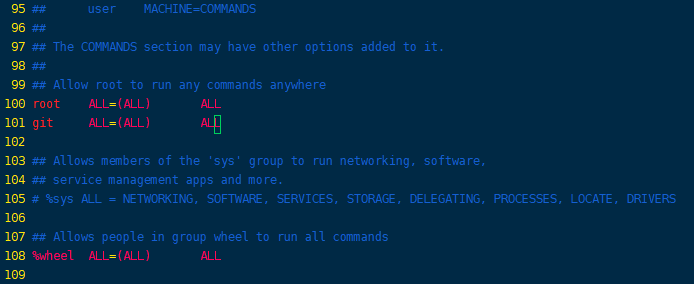 95 ##      user    MACHINE=COMMANDS
96 ##
97 ## The COMMANDS section may have other options added to it.
98 ##
99 ## Allow root to run any commands anywhere
100 root    ALL=(ALL)       ALL
101 git     ALL=(ALL)       ALL
102
103 ## Allows members of the 'sys' group to run networking, software,
104 ## service management apps and more.
105 # %sys ALL = NETWORKING, SOFTWARE, SERVICES, STORAGE, DELEGATING, PROCESSES, LOCATE, DRIVERS
106
107 ## Allows people in group wheel to run all commands
108 %wheel  ALL=(ALL)       ALL
109